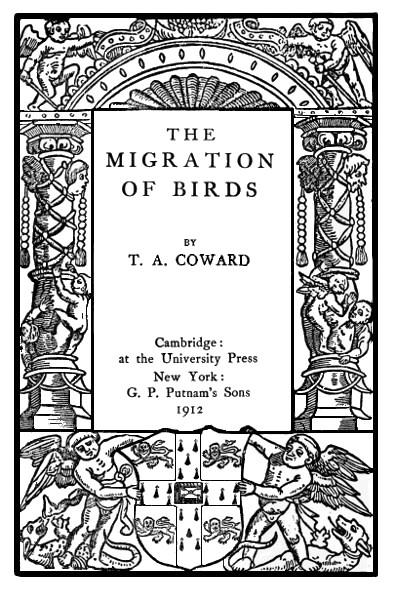 THE
MIGRATION
OF BIRDS
BY
T. A. COWARD
Cambridge:
at the University Press
New York:
G. P. Putnam's Sons
1912